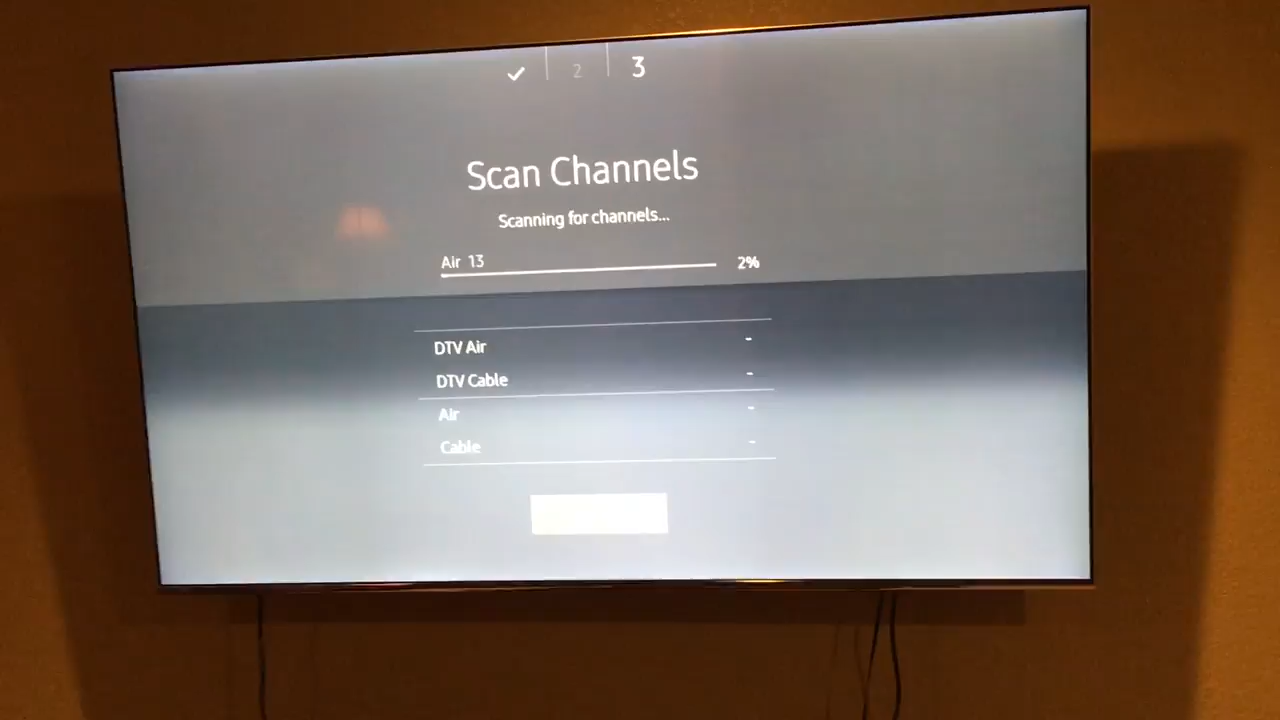 2 3
Scan Channels
Scanning for channels...
Air 13 2%
DTV Air -
DTV Cable -
Air -
Cable -